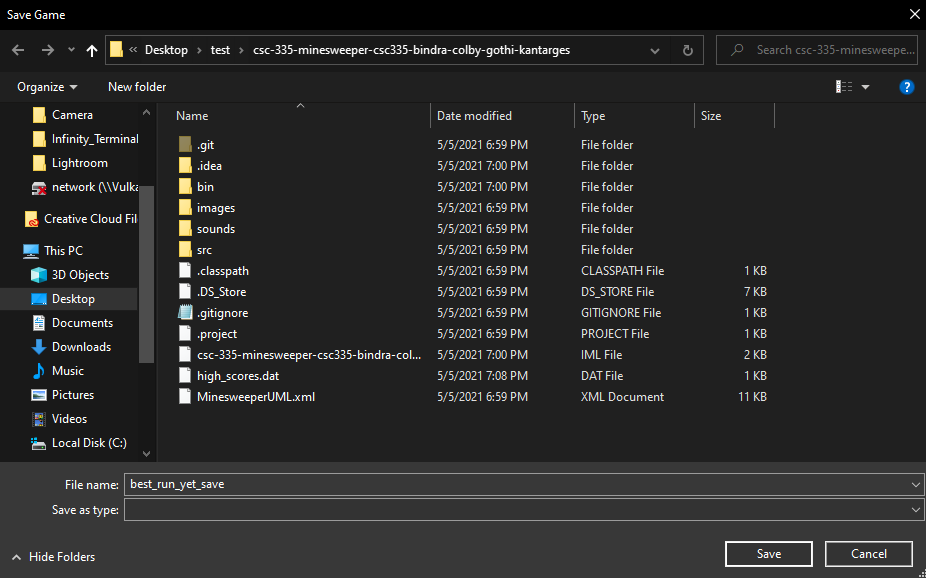 Save Game
« Desktop › test › csc-335-minesweeper-csc335-bindra-colby-gothi-kantarges
Search csc-335-minesweepe...
Organize New folder
?
Camera
Infinity_Terminal
Lightroom
network (\\Vulka
Creative Cloud Fil
This PC
3D Objects
Desktop
Documents
Downloads
Music
Pictures
Videos
Local Disk (C:)
Name Date modified Type Size
.git 5/5/2021 6:59 PM File folder
.idea 5/5/2021 7:00 PM File folder
bin 5/5/2021 7:00 PM File folder
images 5/5/2021 6:59 PM File folder
sounds 5/5/2021 6:59 PM File folder
src 5/5/2021 6:59 PM File folder
.classpath 5/5/2021 6:59 PM CLASSPATH File 1 KB
.DS_Store 5/5/2021 6:59 PM DS_STORE File 7 KB
.gitignore 5/5/2021 6:59 PM GITIGNORE File 1 KB
.project 5/5/2021 6:59 PM PROJECT File 1 KB
csc-335-minesweeper-csc335-bindra-col... 5/5/2021 7:00 PM IML File 2 KB
high_scores.dat 5/5/2021 7:08 PM DAT File 1 KB
MinesweeperUML.xml 5/5/2021 6:59 PM XML Document 11 KB
File name: best_run_yet_save
Save as type:
Hide Folders
Save Cancel